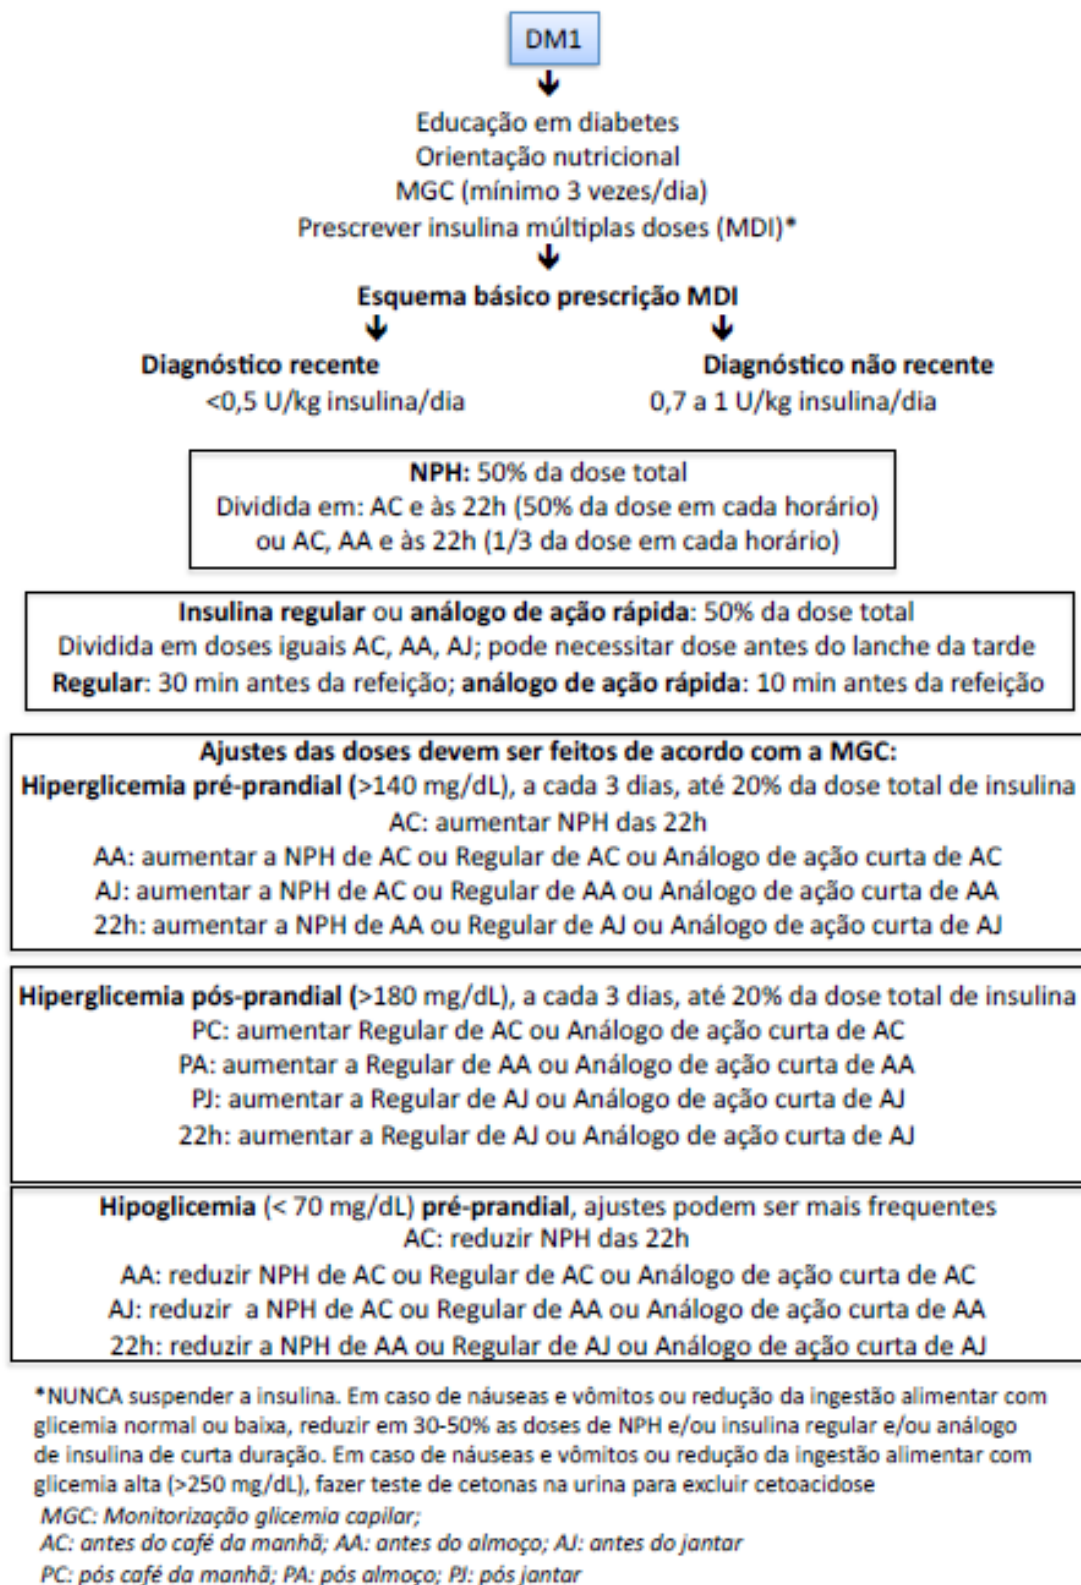 DM1
Educação em diabetes
Orientação nutricional
MGC (mínimo 3 vezes/dia)
Prescrever insulina múltiplas doses (MDI)*
Esquema básico prescrição MDI
Diagnóstico recente
<0,5 U/kg insulina/dia
Diagnóstico não recente
0,7 a 1 U/kg insulina/dia
NPH: 50% da dose total
Dividida em: AC e às 22h (50% da dose em cada horário)
ou AC, AA e às 22h (1/3 da dose em cada horário)
Insulina regular ou análogo de ação rápida: 50% da dose total
Dividida em doses iguais AC, AA, AJ; pode necessitar dose antes do lanche da tarde
Regular: 30 min antes da refeição; análogo de ação rápida: 10 min antes da refeição
Ajustes das doses devem ser feitos de acordo com a MGC:
Hiperglicemia pré-prandial (>140 mg/dL), a cada 3 dias, até 20% da dose total de insulina
AC: aumentar NPH das 22h
AA: aumentar a NPH de AC ou Regular de AC ou Análogo de ação curta de AC
AJ: aumentar a NPH de AC ou Regular de AA ou Análogo de ação curta de AA
22h: aumentar a NPH de AA ou Regular de AJ ou Análogo de ação curta de AJ
Hiperglicemia pós-prandial (>180 mg/dL), a cada 3 dias, até 20% da dose total de insulina
PC: aumentar Regular de AC ou Análogo de ação curta de AC
PA: aumentar a Regular de AA ou Análogo de ação curta de AA
PJ: aumentar a Regular de AJ ou Análogo de ação curta de AJ
22h: aumentar a Regular de AJ ou Análogo de ação curta de AJ
Hipoglicemia (< 70 mg/dL) pré-prandial, ajustes podem ser mais frequentes
AC: reduzir NPH das 22h
AA: reduzir NPH de AC ou Regular de AC ou Análogo de ação curta de AC
AJ: reduzir a NPH de AC ou Regular de AA ou Análogo de ação curta de AA
22h: reduzir a NPH de AA ou Regular de AJ ou Análogo de ação curta de AJ
*NUNCA suspender a insulina. Em caso de náuseas e vômitos ou redução da ingestão alimentar com
glicemia normal ou baixa, reduzir em 30-50% as doses de NPH e/ou insulina regular e/ou análogo
de insulina de curta duração. Em caso de náuseas e vômitos ou redução da ingestão alimentar com
glicemia alta (>250 mg/dL), fazer teste de cetonas na urina para excluir cetoacidose
MGC: Monitorização glicemia capilar;
AC: antes do café da manhã; AA: antes do almoço; AJ: antes do jantar
PC: pós café da manhã; PA: pós almoço; PJ: pós jantar